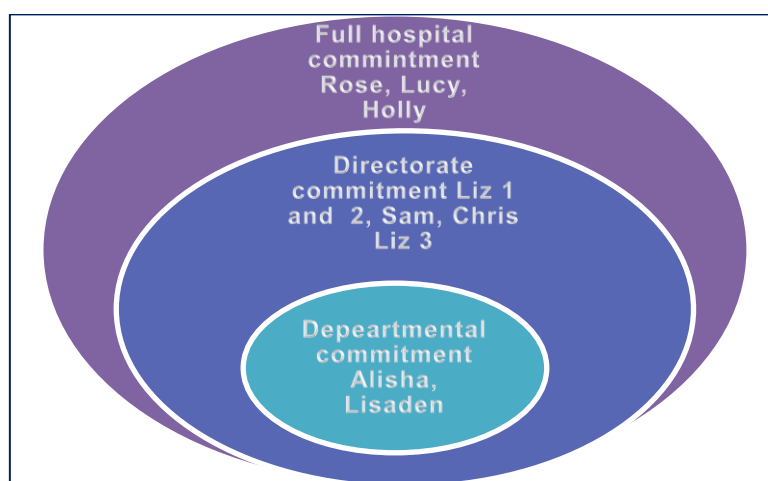 Full hospital
commintment
Rose, Lucy,
Holly
Directorate
commitment Liz 1
and 2, Sam, Chris
Liz 3
Depeartmental
commitment
Alisha,
Lisaden